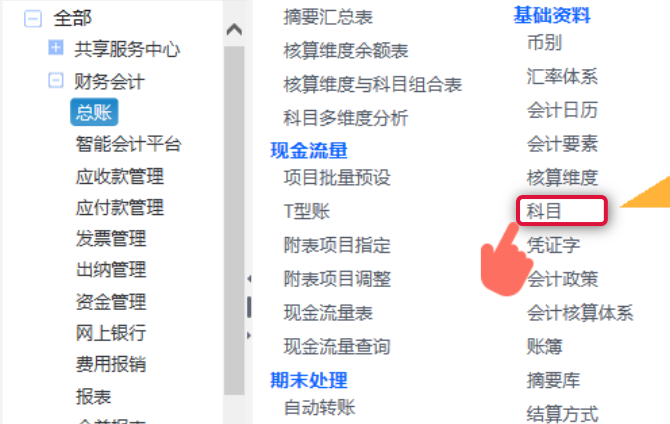 全部
共享服务中心
财务会计
总账
智能会计平台
应收款管理
应付款管理
发票管理
出纳管理
资金管理
网上银行
费用报销
报表
摘要汇总表
核算维度余额表
核算维度与科目组合表
科目多维度分析
现金流量
项目批量预设
T型账
附表项目指定
附表项目调整
现金流量表
现金流量查询
期末处理
自动转账
基础资料
币别
汇率体系
会计日历
会计要素
核算维度
科目
凭证字
会计政策
会计核算体系
账簿
摘要库
结算方式